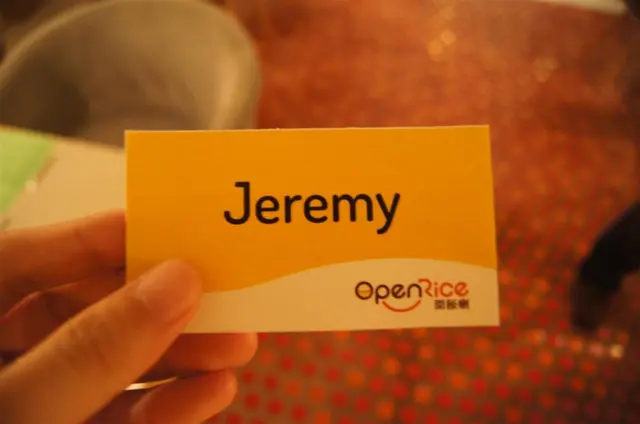 Jeremy
OpenRice
開飯喇